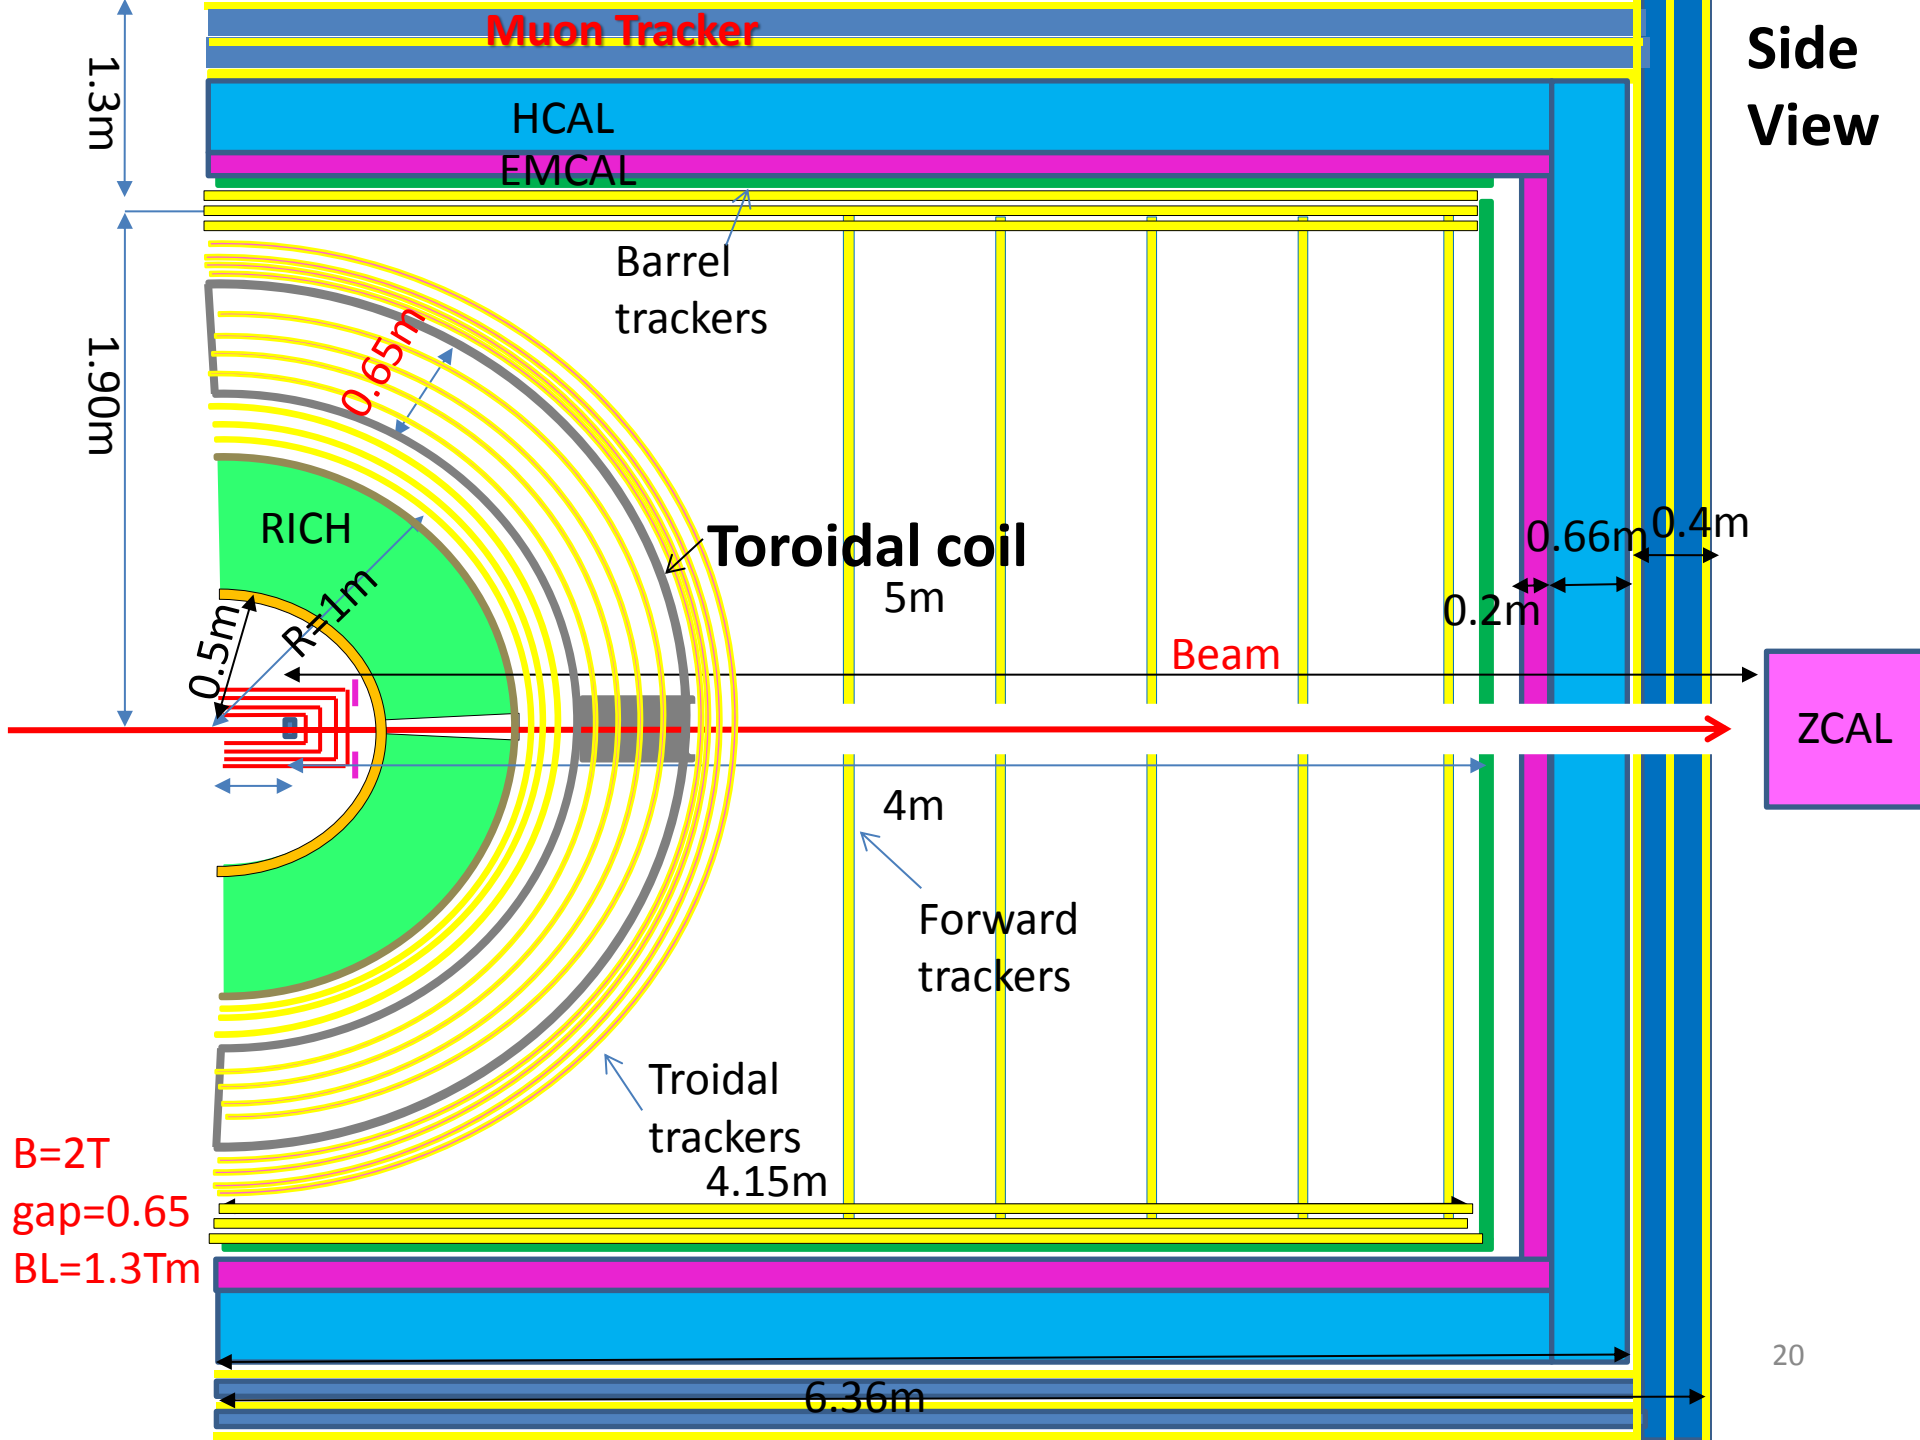 Muon Tracker
Side
View
1.3m
HCAL
EMCAL
Barrel
trackers
0.65m
1.90m
RICH
Toroidal coil
0.66m
0.4m
5m
0.2m
R=1m
0.5m
Beam
ZCAL
4m
Forward
trackers
Troidal
trackers
4.15m
B=2T
gap=0.65
BL=1.3Tm
6.36m
20